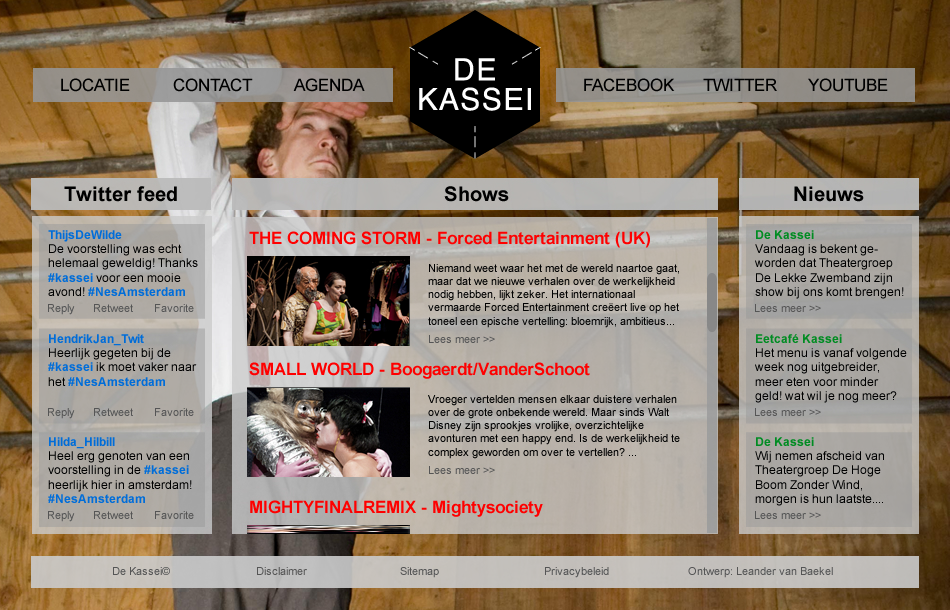 LOCATIE CONTACT AGENDA
DE
KASSEI
FACEBOOK TWITTER YOUTUBE
Twitter feed
ThijsDeWilde
De voorstelling was echt
helemaal geweldig! Thanks
#kassei voor een mooie
avond! #NesAmsterdam
Reply Retweet Favorite
HendrikJan_Twit
Heerlijk gegeten bij de
#kassei ik moet vaker naar
het #NesAmsterdam
Reply Retweet Favorite
Hilda_Hilbill
Heel erg genoten van een
voorstelling in de #kassei
heerlijk hier in amsterdam!
#NesAmsterdam
Reply Retweet Favorite
Shows
THE COMING STORM - Forced Entertainment (UK)
Niemand weet waar het met de wereld naartoe gaat,
maar dat we nieuwe verhalen over de werkelijkheid
nodig hebben, lijkt zeker. Het internationaal
vermaarde Forced Entertainment creëert live op het
toneel een epische vertelling: bloemrijk, ambitieus...
Lees meer >>
SMALL WORLD - Boogaerdt/VanderSchoot
Vroeger vertelden mensen elkaar duistere verhalen
over de grote onbekende wereld. Maar sinds Walt
Disney zijn sprookjes vrolijke, overzichtelijke
avonturen met een happy end. Is de werkelijkheid te
complex geworden om over te vertellen? ...
Lees meer >>
MIGHTYFINALREMIX - Mightysociety
Nieuws
De Kassei
Vandaag is bekent ge-
worden dat Theatergroep
De Lekke Zwemband zijn
show bij ons komt brengen!
Lees meer >>
Eetcafé Kassei
Het menu is vanaf volgende
week nog uitgebreider,
meer eten voor minder
geld! wat wil je nog meer?
Lees meer >>
De Kassei
Wij nemen afscheid van
Theatergroep De Hoge
Boom Zonder Wind,
morgen is hun laatste....
Lees meer >>
De Kassei© Disclaimer Sitemap Privacybeleid Ontwerp: Leander van Baekel